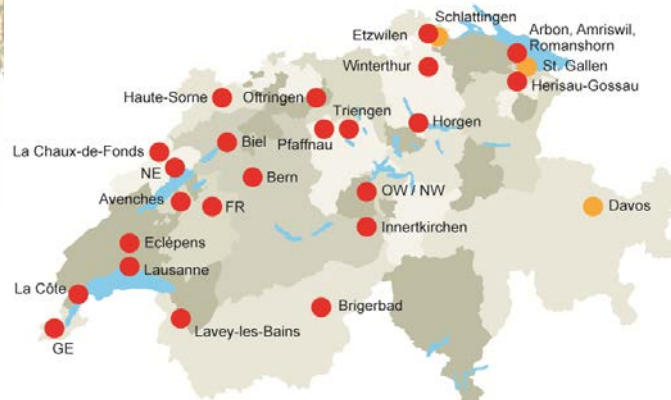 Schlattingen
Etzwilen
Arbon, Amriswil,
Romanshorn
Winterthur
St. Gallen
Herisau-Gossau
Haute-Sorne
Oftringen
Triengen
Horgen
Pfaffnau
Biel
La Chaux-de-Fonds
NE
Bern
OW / NW
Avenches
FR
Davos
Innertkirchen
Eclépens
Lausanne
La Côte
Brigerbad
Lavey-les-Bains
GE